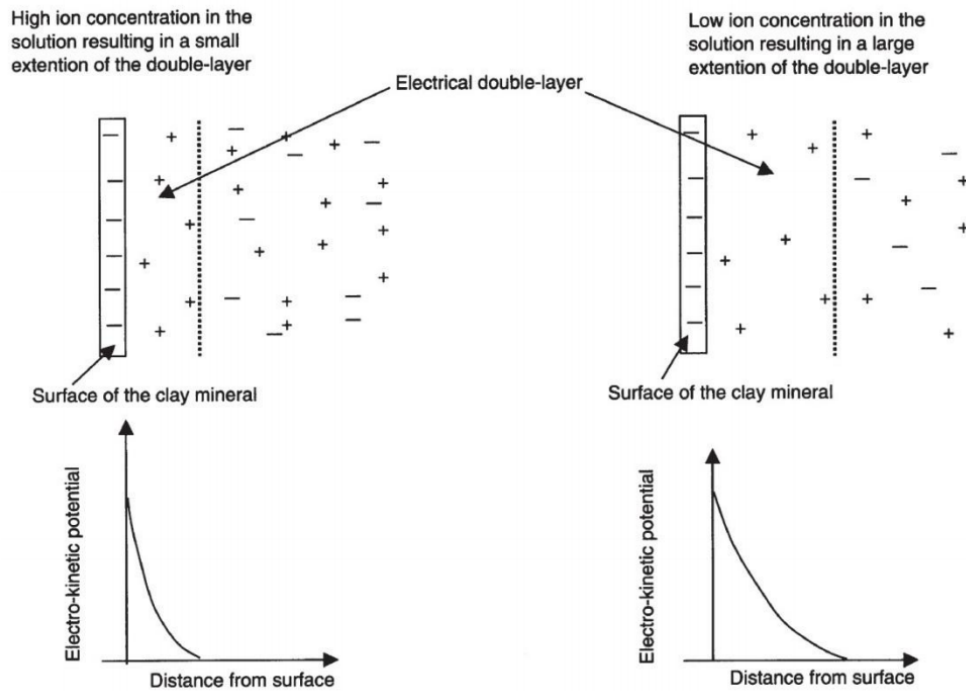 High ion concentration in the
solution resulting in a small
extention of the double-layer
Low ion concentration in the
solution resulting in a large
extention of the double-layer
Electrical double-layer
Surface of the clay mineral
Surface of the clay mineral
Electro-kinetic potential
Distance from surface
Electro-kinetic potential
Distance from surface